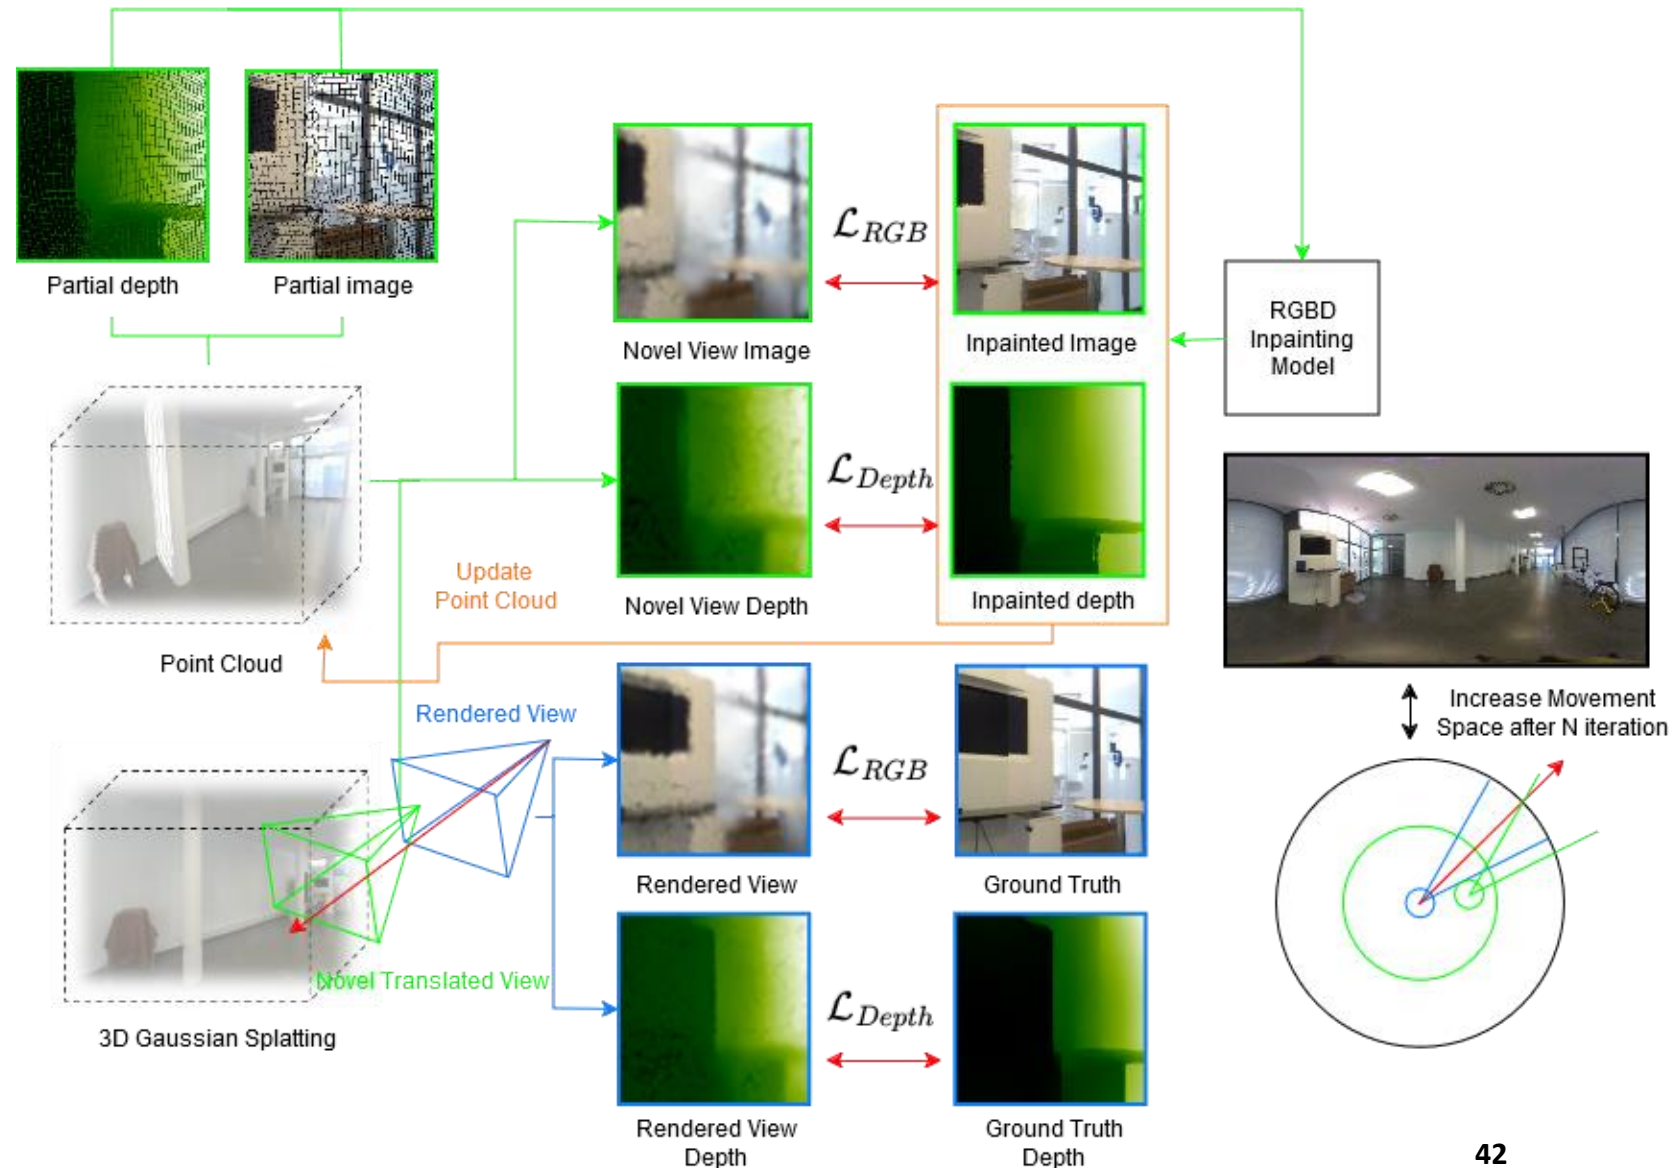 Partial depth
Partial image
Novel View Image
ℒRGB
Inpainted Image
RGBD
Inpainting
Model
Novel View Depth
ℒDepth
Inpainted depth
Update
Point Cloud
Point Cloud
Rendered View
Increase Movement
Space after N iteration
ℒRGB
Rendered View
Ground Truth
Novel Translated View
3D Gaussian Splatting
ℒDepth
Rendered View
Depth
Ground Truth
Depth
42